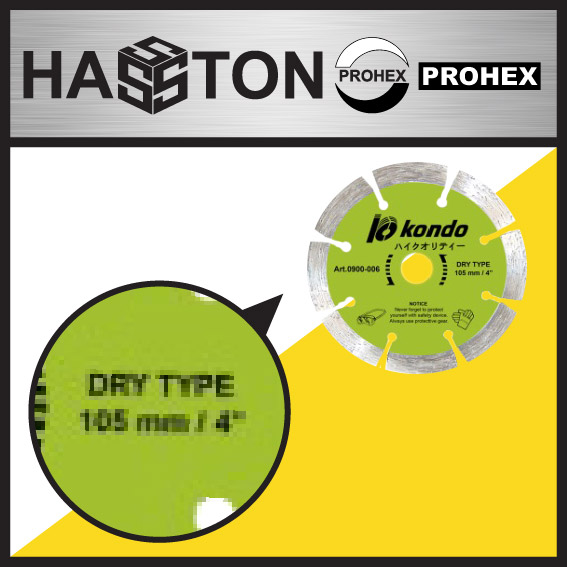 HASSTON PROHEX PROHEX
kondo
ハイクオリティー
Art.0900-006
DRY TYPE
105 mm / 4"
NOTICE
Never forget to protect
yourself with safety device.
Always use protective gear.
DRY TYPE
105 mm / 4"